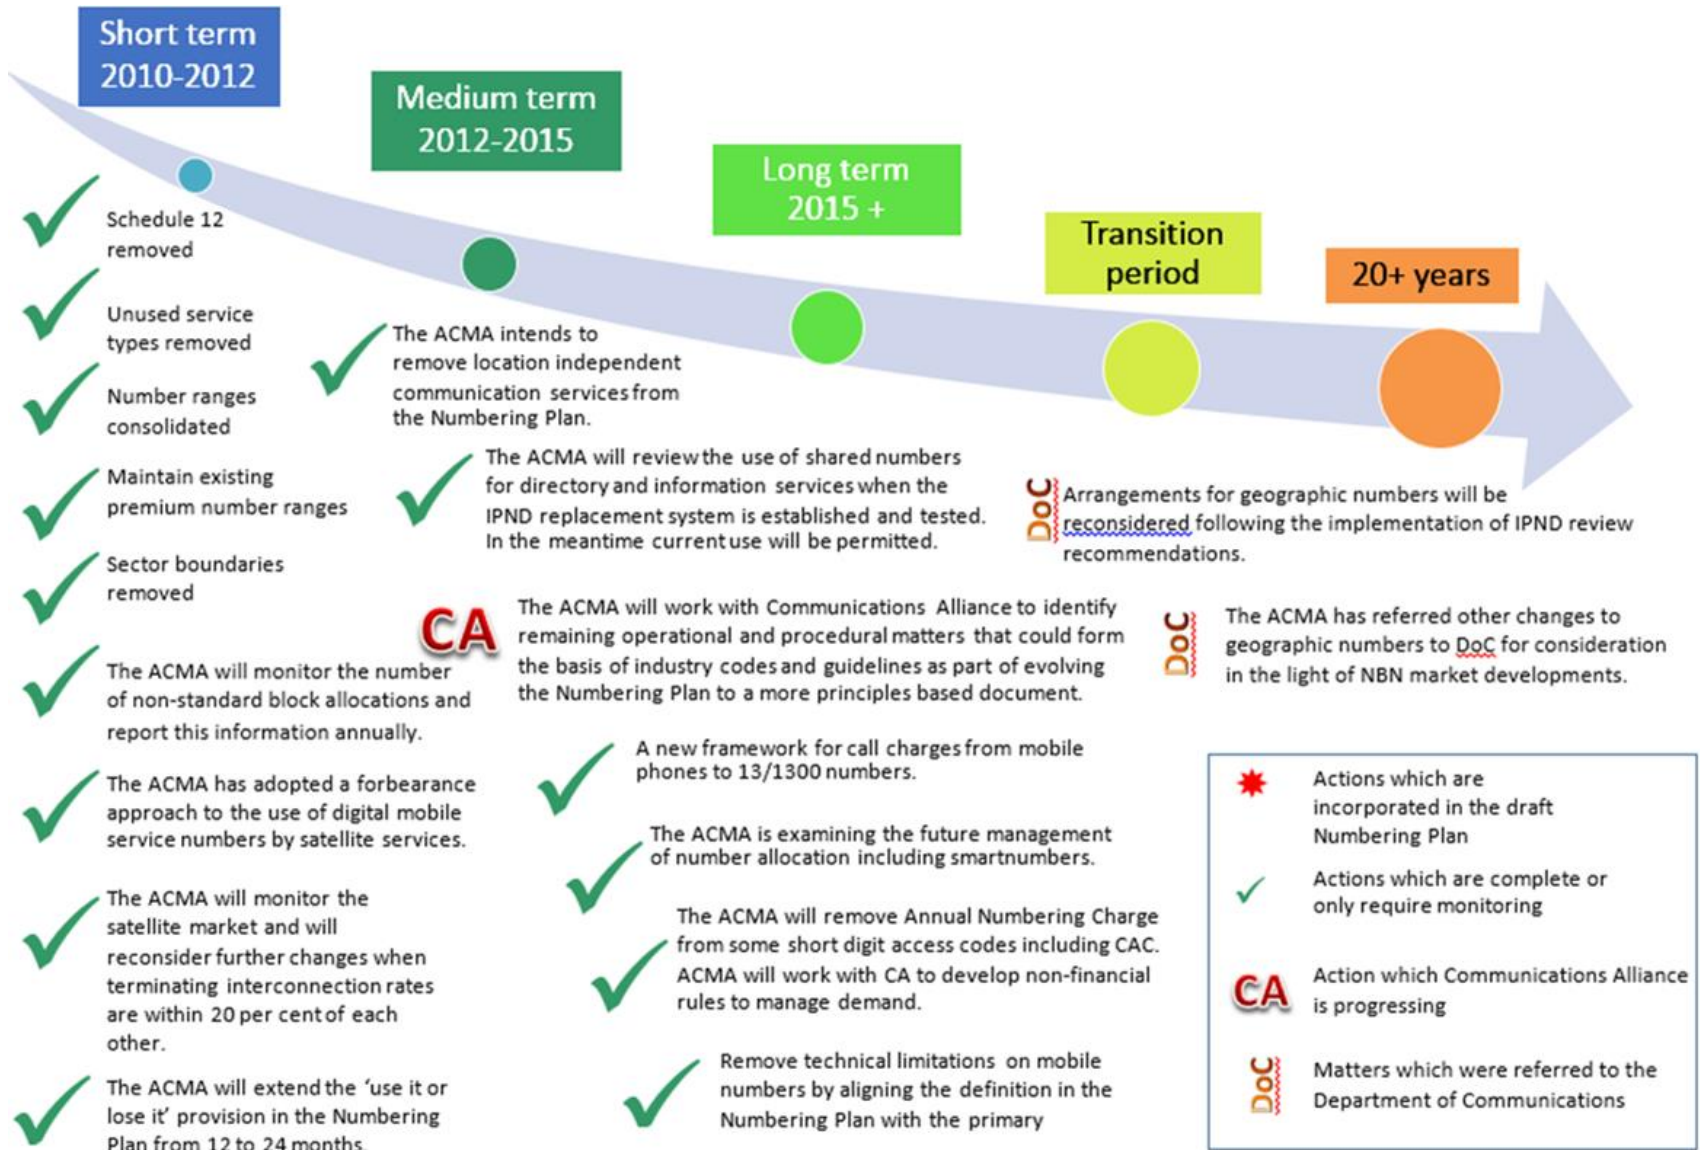 Short term
2010-2012
Medium term
2012-2015
Long term
2015 +
Transition
period
20+ years
Schedule 12
removed
Unused service
types removed
Number ranges
consolidated
Maintain existing
premium number ranges
Sector boundaries
removed
The ACMA will monitor the number
of non-standard block allocations and
report this information annually.
The ACMA has adopted a forbearance
approach to the use of digital mobile
service numbers by satellite services.
The ACMA will monitor the
satellite market and will
reconsider further changes when
terminating interconnection rates
are within 20 per cent of each
other.
The ACMA will extend the ‘use it or
lose it’ provision in the Numbering
Plan from 12 to 24 months.
The ACMA intends to
remove location independent
communication services from
the Numbering Plan.
The ACMA will review the use of shared numbers
for directory and information services when the
IPND replacement system is established and tested.
In the meantime current use will be permitted.
CA
The ACMA will work with Communications Alliance to identify
remaining operational and procedural matters that could form
the basis of industry codes and guidelines as part of evolving
the Numbering Plan to a more principles based document.
A new framework for call charges from mobile
phones to 13/1300 numbers.
The ACMA is examining the future management
of number allocation including smartnumbers.
The ACMA will remove Annual Numbering Charge
from some short digit access codes including CAC.
ACMA will work with CA to develop non-financial
rules to manage demand.
Remove technical limitations on mobile
numbers by aligning the definition in the
Numbering Plan with the primary
DoC
Arrangements for geographic numbers will be
reconsidered following the implementation of IPND review
recommendations.
DoC
The ACMA has referred other changes to
geographic numbers to DoC for consideration
in the light of NBN market developments.
Actions which are
incorporated in the draft
Numbering Plan
Actions which are complete or
only require monitoring
CA
Action which Communications Alliance
is progressing
DoC
Matters which were referred to the
Department of Communications